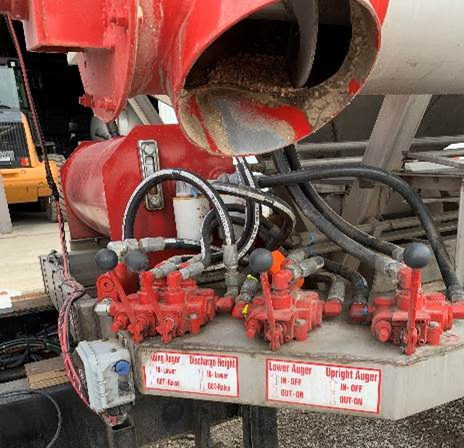 Auger Discharge Height
IN- Lower IN- Lower
OUT-Raise OUT-Raise
Lower Auger Upright Auger
IN - OFF IN - OFF
OUT - ON OUT - ON